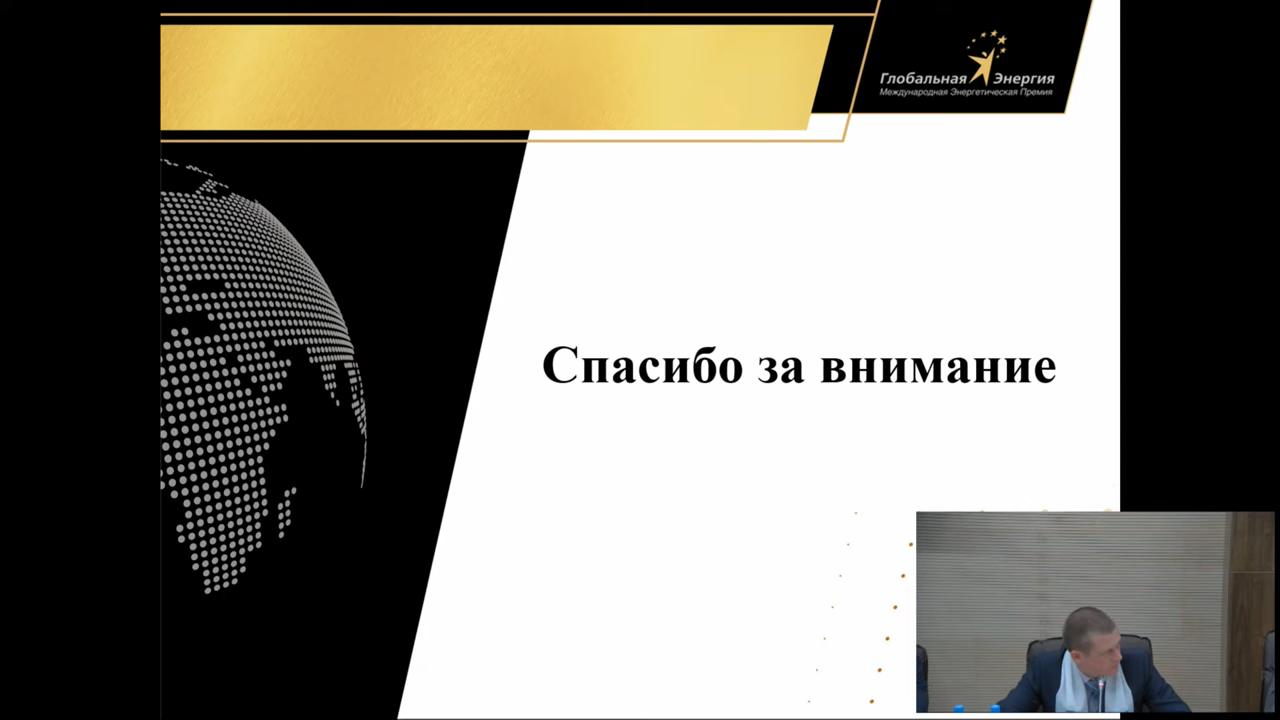 Глобальная Энергия
Международная Энергетическая Премия
Спасибо за внимание